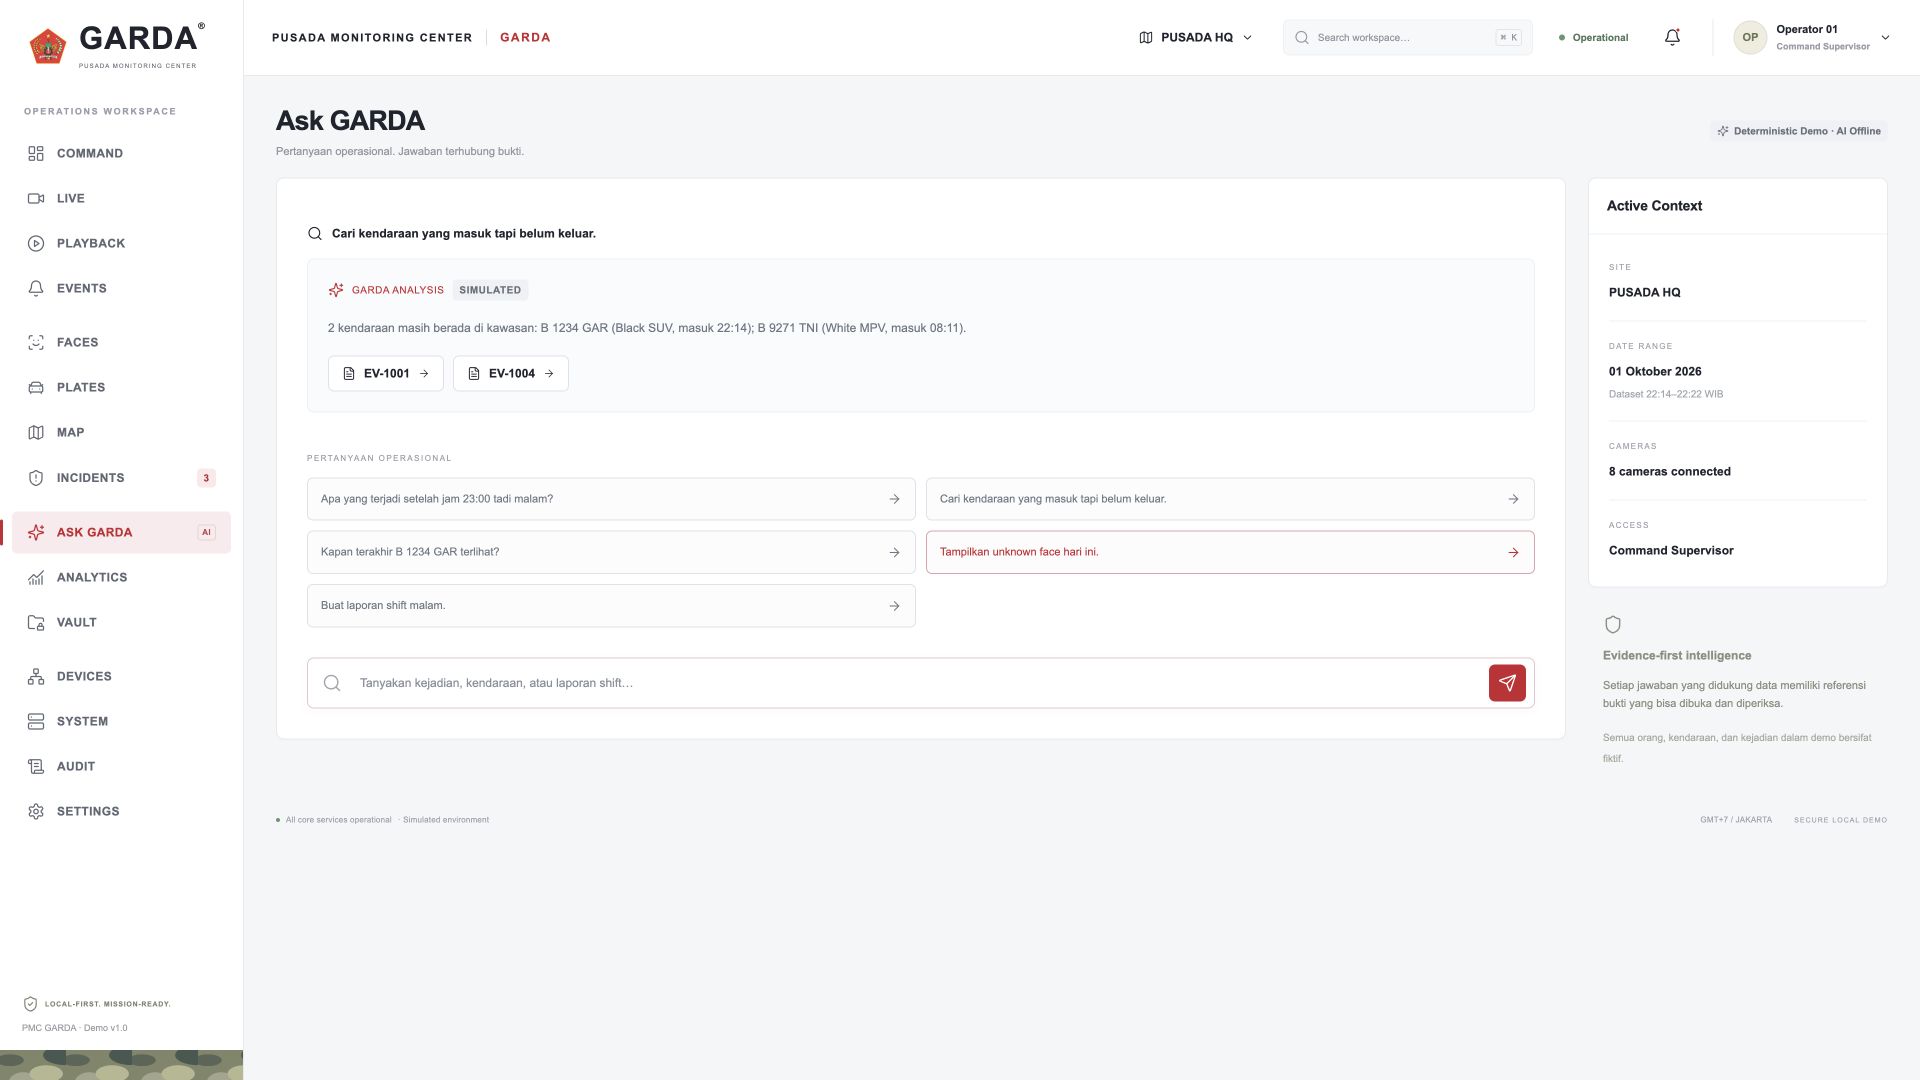 GARDA®
PUSADA MONITORING CENTER
OPERATIONS WORKSPACE
COMMAND
LIVE
PLAYBACK
EVENTS
FACES
PLATES
MAP
INCIDENTS 3
ASK GARDA AI
ANALYTICS
VAULT
DEVICES
SYSTEM
AUDIT
SETTINGS
LOCAL-FIRST. MISSION-READY.
PMC GARDA · Demo v1.0
PUSADA MONITORING CENTER GARDA
PUSADA HQ
Search workspace... ⌘ K
Operational
OP
Operator 01
Command Supervisor
Ask GARDA
Pertanyaan operasional. Jawaban terhubung bukti.
Deterministic Demo · AI Offline
Cari kendaraan yang masuk tapi belum keluar.
GARDA ANALYSIS SIMULATED
2 kendaraan masih berada di kawasan: B 1234 GAR (Black SUV, masuk 22:14); B 9271 TNI (White MPV, masuk 08:11).
EV-1001 → EV-1004 →
PERTANYAAN OPERASIONAL
Apa yang terjadi setelah jam 23:00 tadi malam? →
Cari kendaraan yang masuk tapi belum keluar. →
Kapan terakhir B 1234 GAR terlihat? →
Tampilkan unknown face hari ini. →
Buat laporan shift malam. →
Tanyakan kejadian, kendaraan, atau laporan shift...
Active Context
SITE
PUSADA HQ
DATE RANGE
01 Oktober 2026
Dataset 22:14–22:22 WIB
CAMERAS
8 cameras connected
ACCESS
Command Supervisor
Evidence-first intelligence
Setiap jawaban yang didukung data memiliki referensi
bukti yang bisa dibuka dan diperiksa.
Semua orang, kendaraan, dan kejadian dalam demo bersifat
fiktif.
All core services operational · Simulated environment
GMT+7 / JAKARTA SECURE LOCAL DEMO